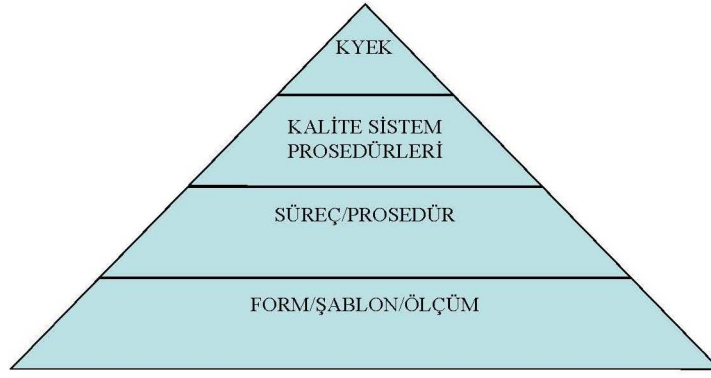 KYEK
KALİTE SİSTEM
PROSEDÜRLERİ
SÜREÇ/PROSEDÜR
FORM/ŞABLON/ÖLÇÜM